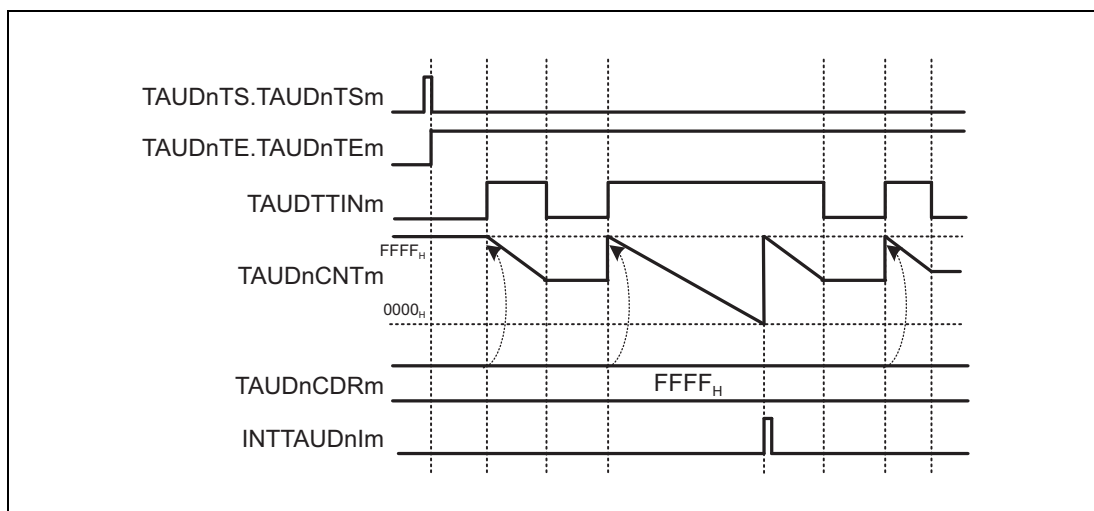 TAUDnTS.TAUDnTSm
TAUDnTE.TAUDnTEm
TAUDTTINm
FFFFH
TAUDnCNTm
0000H
TAUDnCDRm
FFFFH
INTTAUDnIm